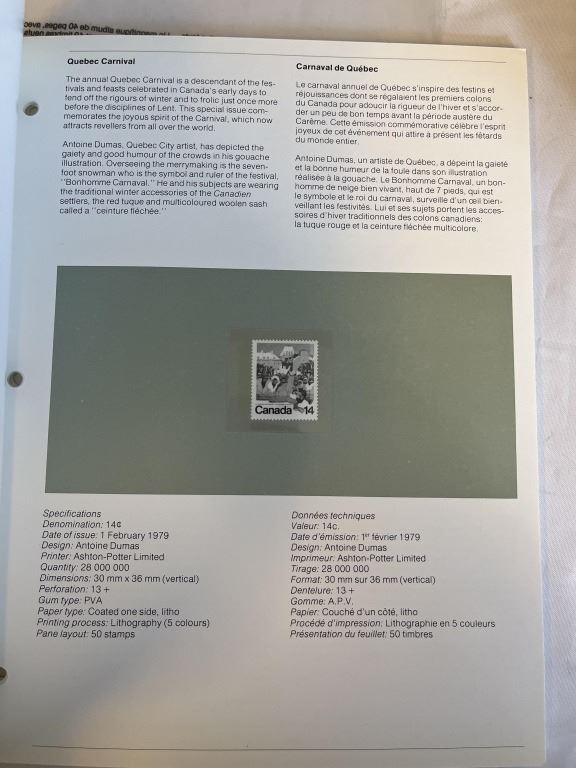 Quebec Carnival
The annual Quebec Carnival is a descendant of the fes-
tivals and feasts celebrated in Canada's early days to
fend off the rigours of winter and to frolic just once more
before the disciplines of Lent. This special issue com-
memorates the joyous spirit of the Carnival, which now
attracts revellers from all over the world.
Antoine Dumas, Quebec City artist, has depicted the
gaiety and good humour of the crowds in his gouache
illustration. Overseeing the merrymaking is the seven-
foot snowman who is the symbol and ruler of the festival,
"Bonhomme Carnaval." He and his subjects are wearing
the traditional winter accessories of the Canadien
settlers, the red tuque and multicoloured woolen sash
called a "ceinture fléchée."
Carnaval de Québec
Le carnaval annuel de Québec s'inspire des festins et
réjouissances dont se régalaient les premiers colons
du Canada pour adoucir la rigueur de l'hiver et s'accor-
der un peu de bon temps avant la période austère du
Carême. Cette émission commémorative célèbre l'esprit
joyeux de cet événement qui attire à présent les fêtards
du monde entier.
Antoine Dumas, un artiste de Québec, a dépeint la gaieté
et la bonne humeur de la foule dans son illustration
réalisée à la gouache. Le Bonhomme Carnaval, un bon-
homme de neige bien vivant, haut de 7 pieds, qui est
le symbole et le roi du carnaval, surveille d'un œil bien-
veillant les festivités. Lui et ses sujets portent les acces-
soires d'hiver traditionnels des colons canadiens:
la tuque rouge et la ceinture fléchée multicolore.
Canada 14
Specifications
Denomination: 14¢
Date of issue: 1 February 1979
Design: Antoine Dumas
Printer: Ashton-Potter Limited
Quantity: 28 000 000
Dimensions: 30 mm x 36 mm (vertical)
Perforation: 13 +
Gum type: PVA
Paper type: Coated one side, litho
Printing process: Lithography (5 colours)
Pane layout: 50 stamps
Données techniques
Valeur: 14c.
Date d'émission: 1er février 1979
Design: Antoine Dumas
Imprimeur: Ashton-Potter Limited
Tirage: 28 000 000
Format: 30 mm sur 36 mm (vertical)
Dentelure: 13 +
Gomme: A.P.V.
Papier: Couché d'un côté, litho
Procédé d'impression: Lithographie en 5 couleurs
Présentation du feuillet: 50 timbres